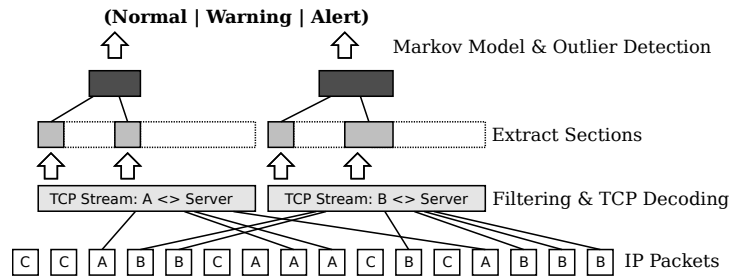 (Normal | Warning | Alert)
Markov Model & Outlier Detection
Extract Sections
TCP Stream: A <> Server TCP Stream: B <> Server Filtering & TCP Decoding
C C A B B C A A A C B C A B B B IP Packets